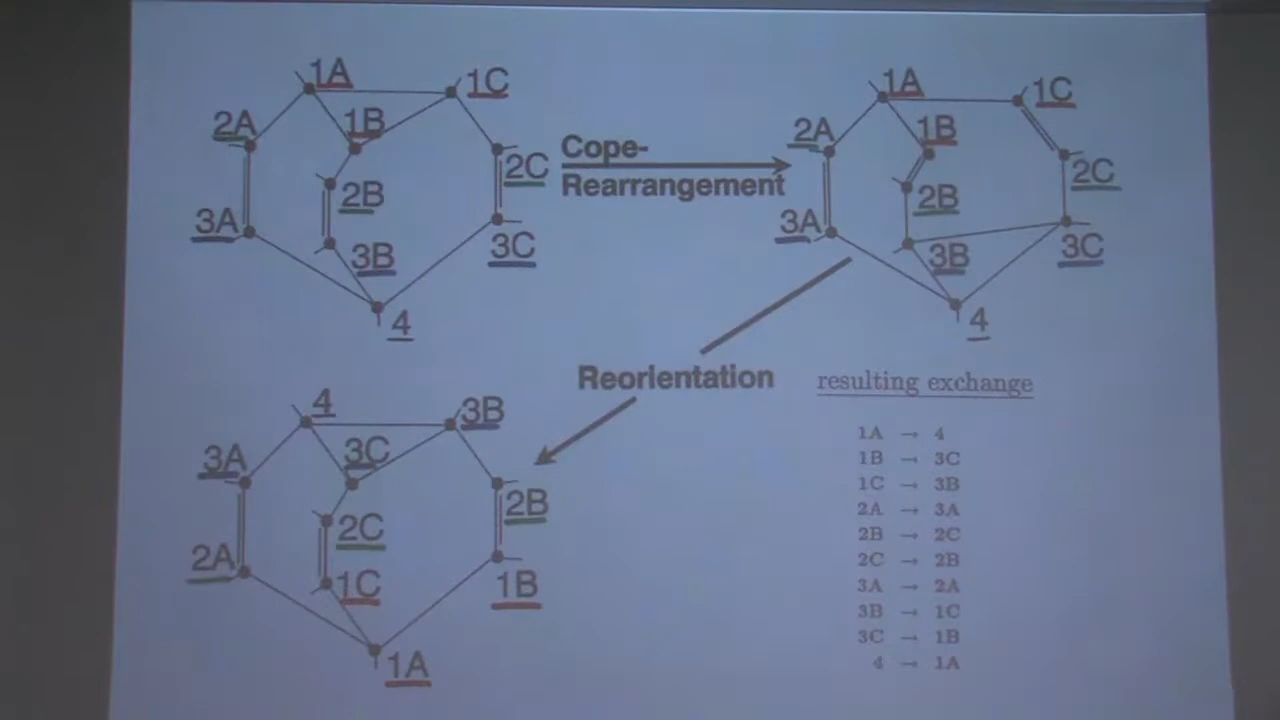 1A
1C
2A
1B
2C
2B
3A
3B
3C
4
Cope-
Rearrangement
1A
1C
2A
1B
2C
2B
3A
3B
3C
4
Reorientation
resulting exchange
1A → 4
1B → 3C
1C → 3B
2A → 3A
2B → 2C
2C → 2B
3A → 2A
3B → 1C
3C → 1B
4 → 1A
4
3B
3A
3C
2B
2C
2A
1C
1B
1A